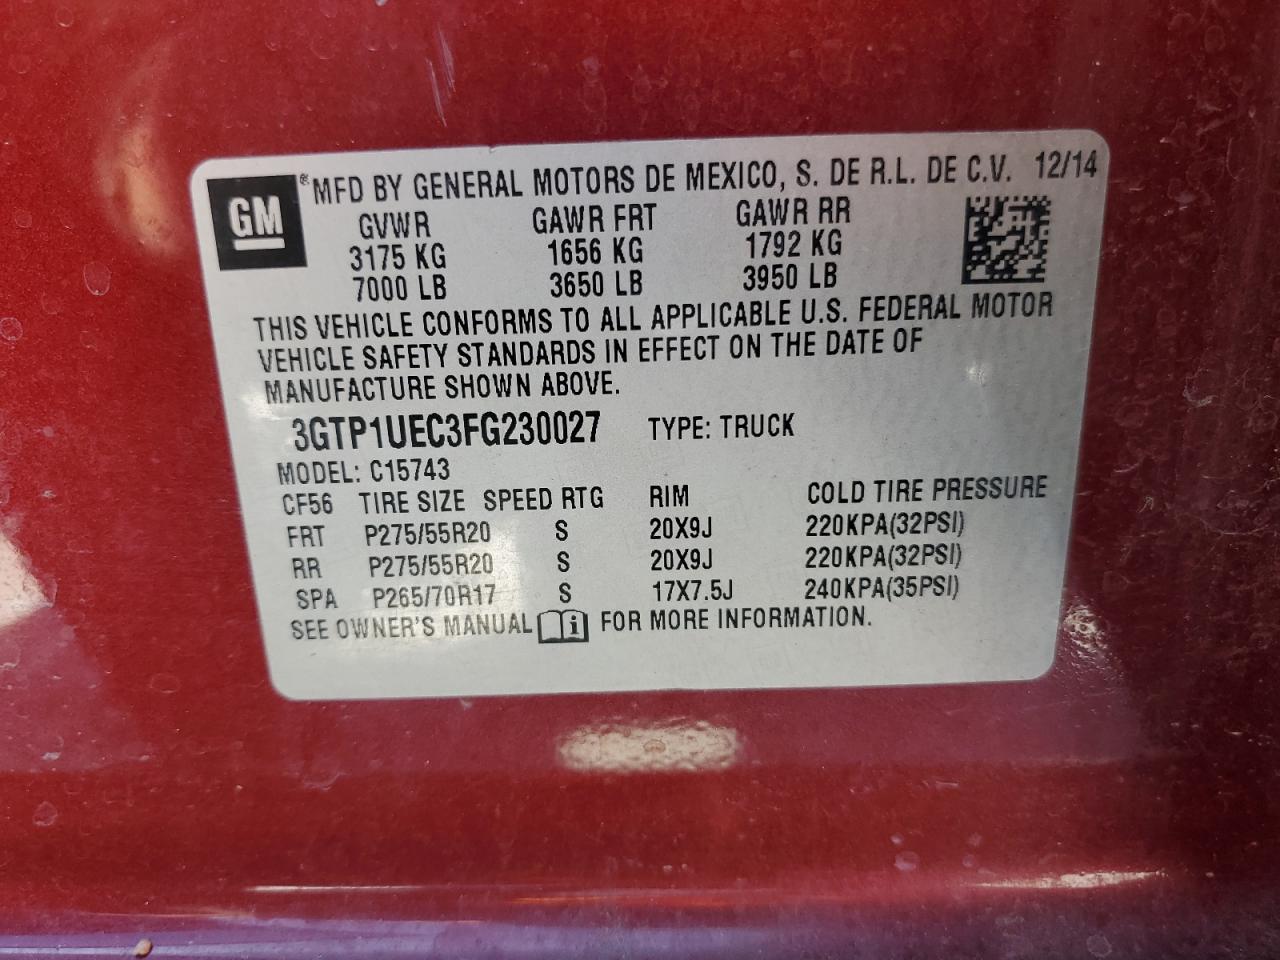 GM ® MFD BY GENERAL MOTORS DE MEXICO, S. DE R.L. DE C.V. 12/14
GVWR GAWR FRT GAWR RR
3175 KG 1656 KG 1792 KG
7000 LB 3650 LB 3950 LB
THIS VEHICLE CONFORMS TO ALL APPLICABLE U.S. FEDERAL MOTOR
VEHICLE SAFETY STANDARDS IN EFFECT ON THE DATE OF
MANUFACTURE SHOWN ABOVE.
3GTP1UEC3FG230027 TYPE: TRUCK
MODEL: C15743
CF56 TIRE SIZE SPEED RTG RIM COLD TIRE PRESSURE
FRT P275/55R20 S 20X9J 220KPA(32PSI)
RR P275/55R20 S 20X9J 220KPA(32PSI)
SPA P265/70R17 S 17X7.5J 240KPA(35PSI)
SEE OWNER'S MANUAL i FOR MORE INFORMATION.